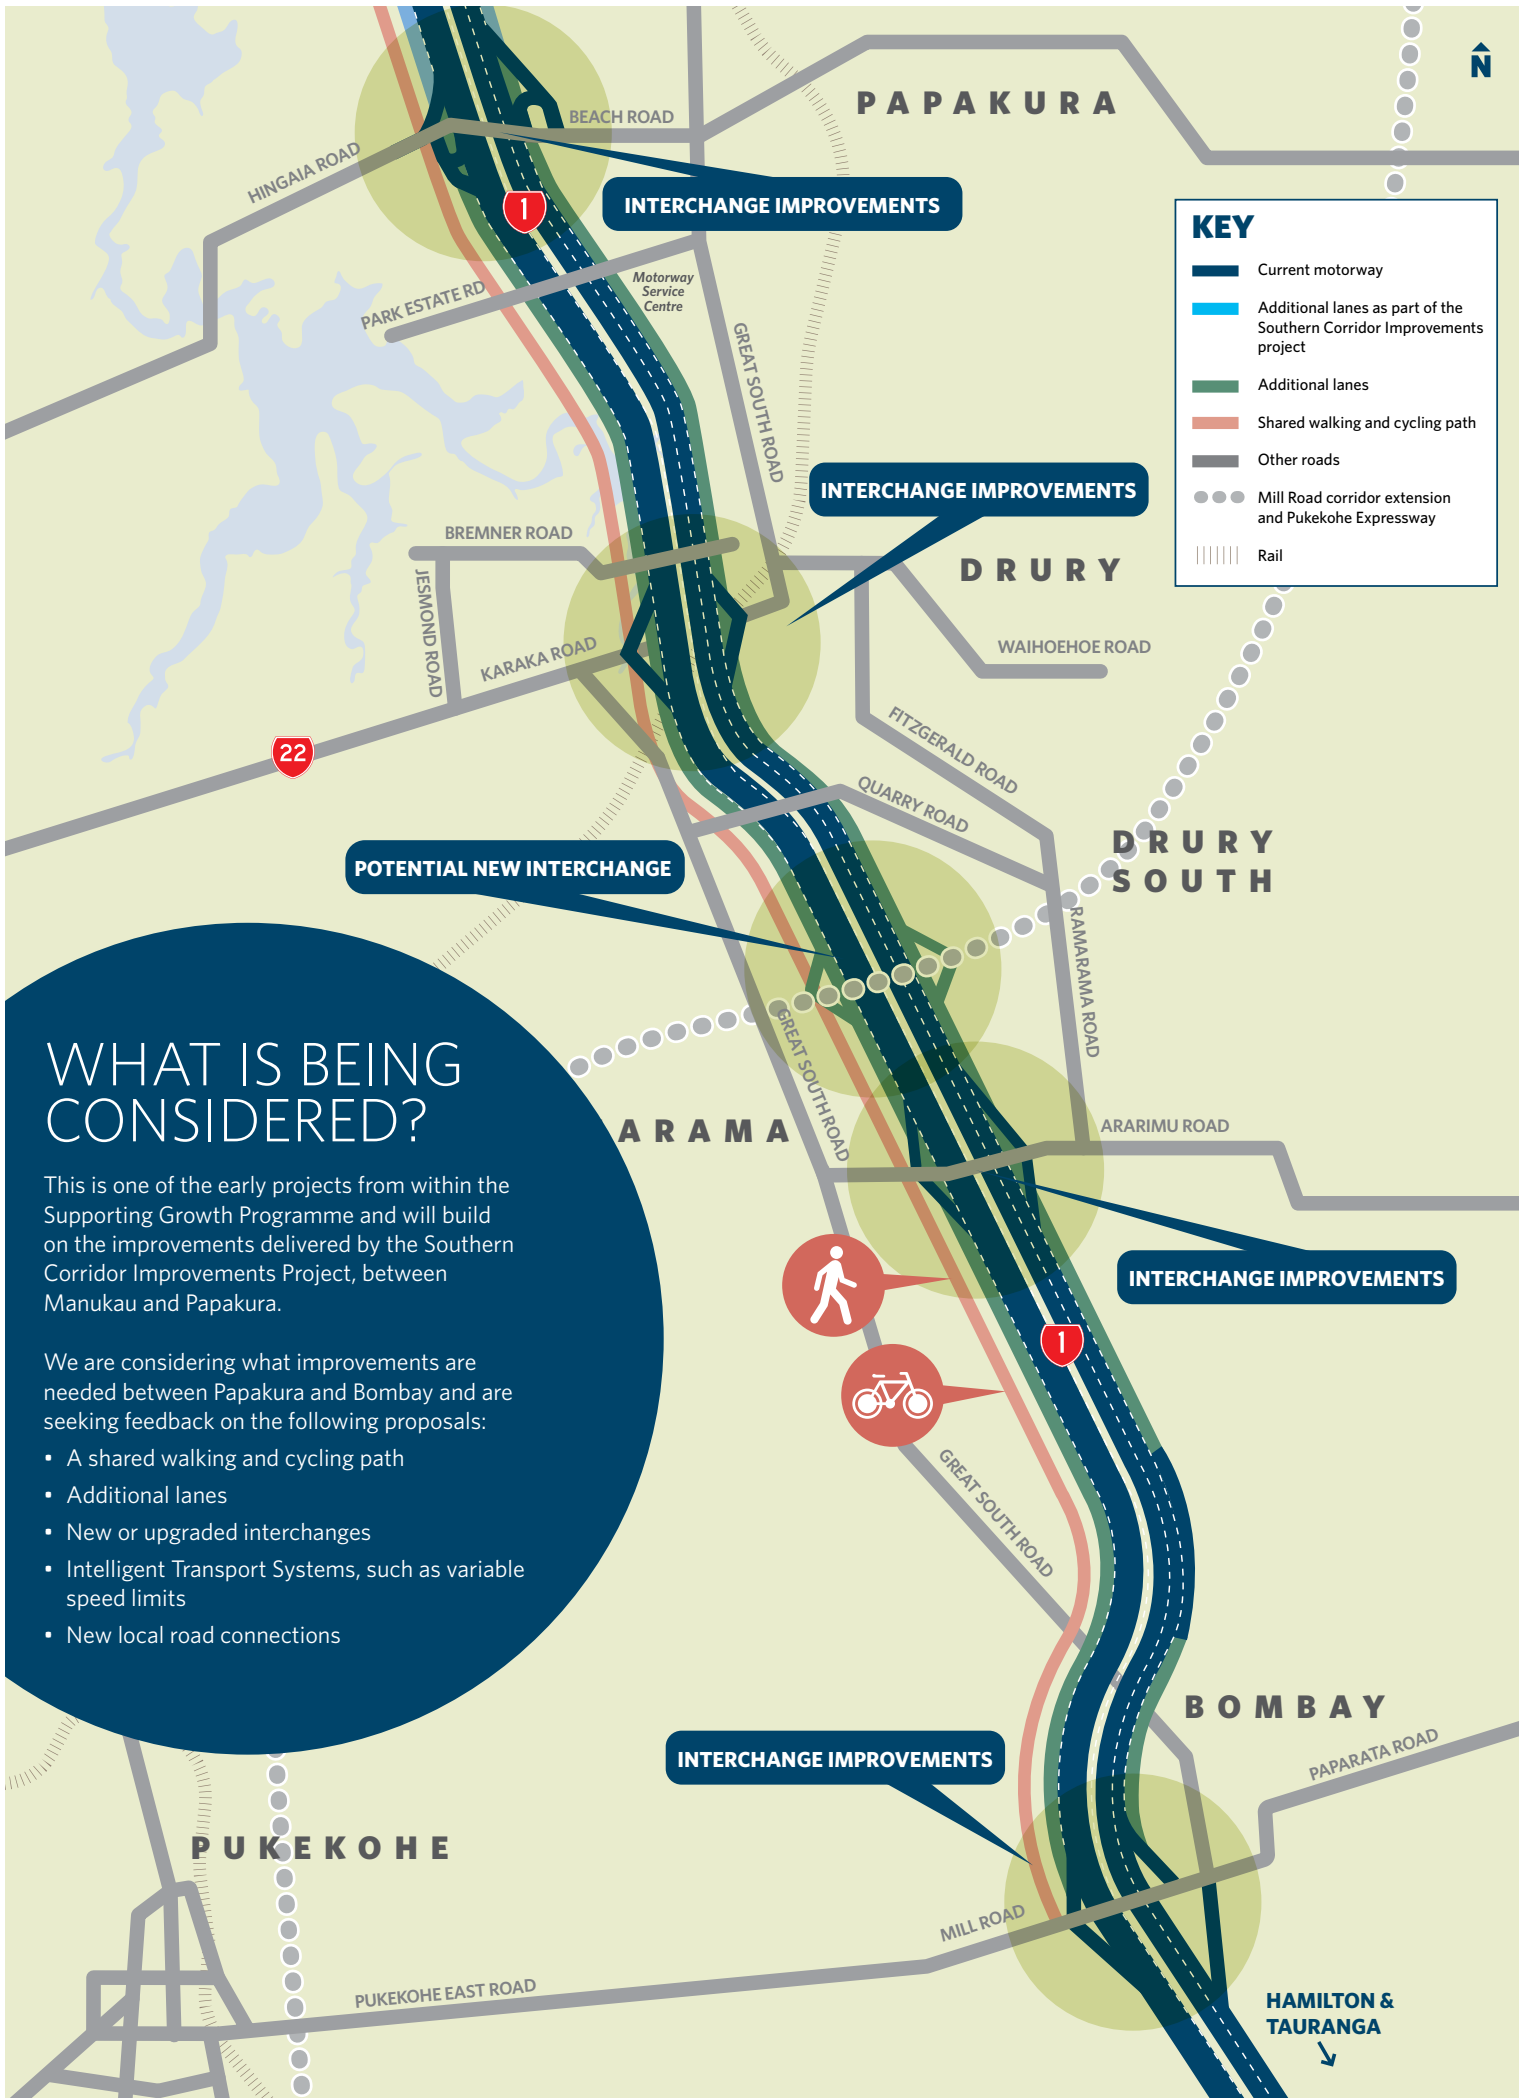 N
PAPAKURA
BEACH ROAD
HINGAIA ROAD
INTERCHANGE IMPROVEMENTS
1
PARK ESTATE RD
Motorway
Service
Centre
GREAT SOUTH ROAD
KEY
Current motorway
Additional lanes as part of the
Southern Corridor Improvements
project
Additional lanes
Shared walking and cycling path
Other roads
Mill Road corridor extension
and Pukekohe Expressway
Rail
INTERCHANGE IMPROVEMENTS
BREMNER ROAD
DRURY
JESMOND ROAD
KARAKA ROAD
WAIHOEHOE ROAD
22
FITZGERALD ROAD
QUARRY ROAD
DRURY
SOUTH
POTENTIAL NEW INTERCHANGE
RAMARAMA ROAD
GREAT SOUTH ROAD
ARAMA
ARARIMU ROAD
INTERCHANGE IMPROVEMENTS
1
WHAT IS BEING
CONSIDERED?
This is one of the early projects from within the
Supporting Growth Programme and will build
on the improvements delivered by the Southern
Corridor Improvements Project, between
Manukau and Papakura.
We are considering what improvements are
needed between Papakura and Bombay and are
seeking feedback on the following proposals:
• A shared walking and cycling path
• Additional lanes
• New or upgraded interchanges
• Intelligent Transport Systems, such as variable
speed limits
• New local road connections
GREAT SOUTH ROAD
BOMBAY
INTERCHANGE IMPROVEMENTS
PAPARATA ROAD
PUKEKOHE
MILL ROAD
PUKEKOHE EAST ROAD
HAMILTON &
TAURANGA